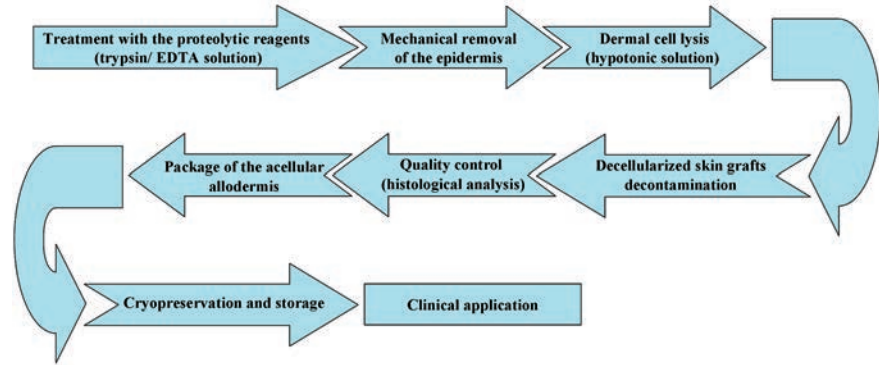 Treatment with the proteolytic reagents
(trypsin/ EDTA solution)
Mechanical removal
of the epidermis
Dermal cell lysis
(hypotonic solution)
Decellularized skin grafts
decontamination
Quality control
(histological analysis)
Package of the acellular
allodermis
Cryopreservation and storage
Clinical application